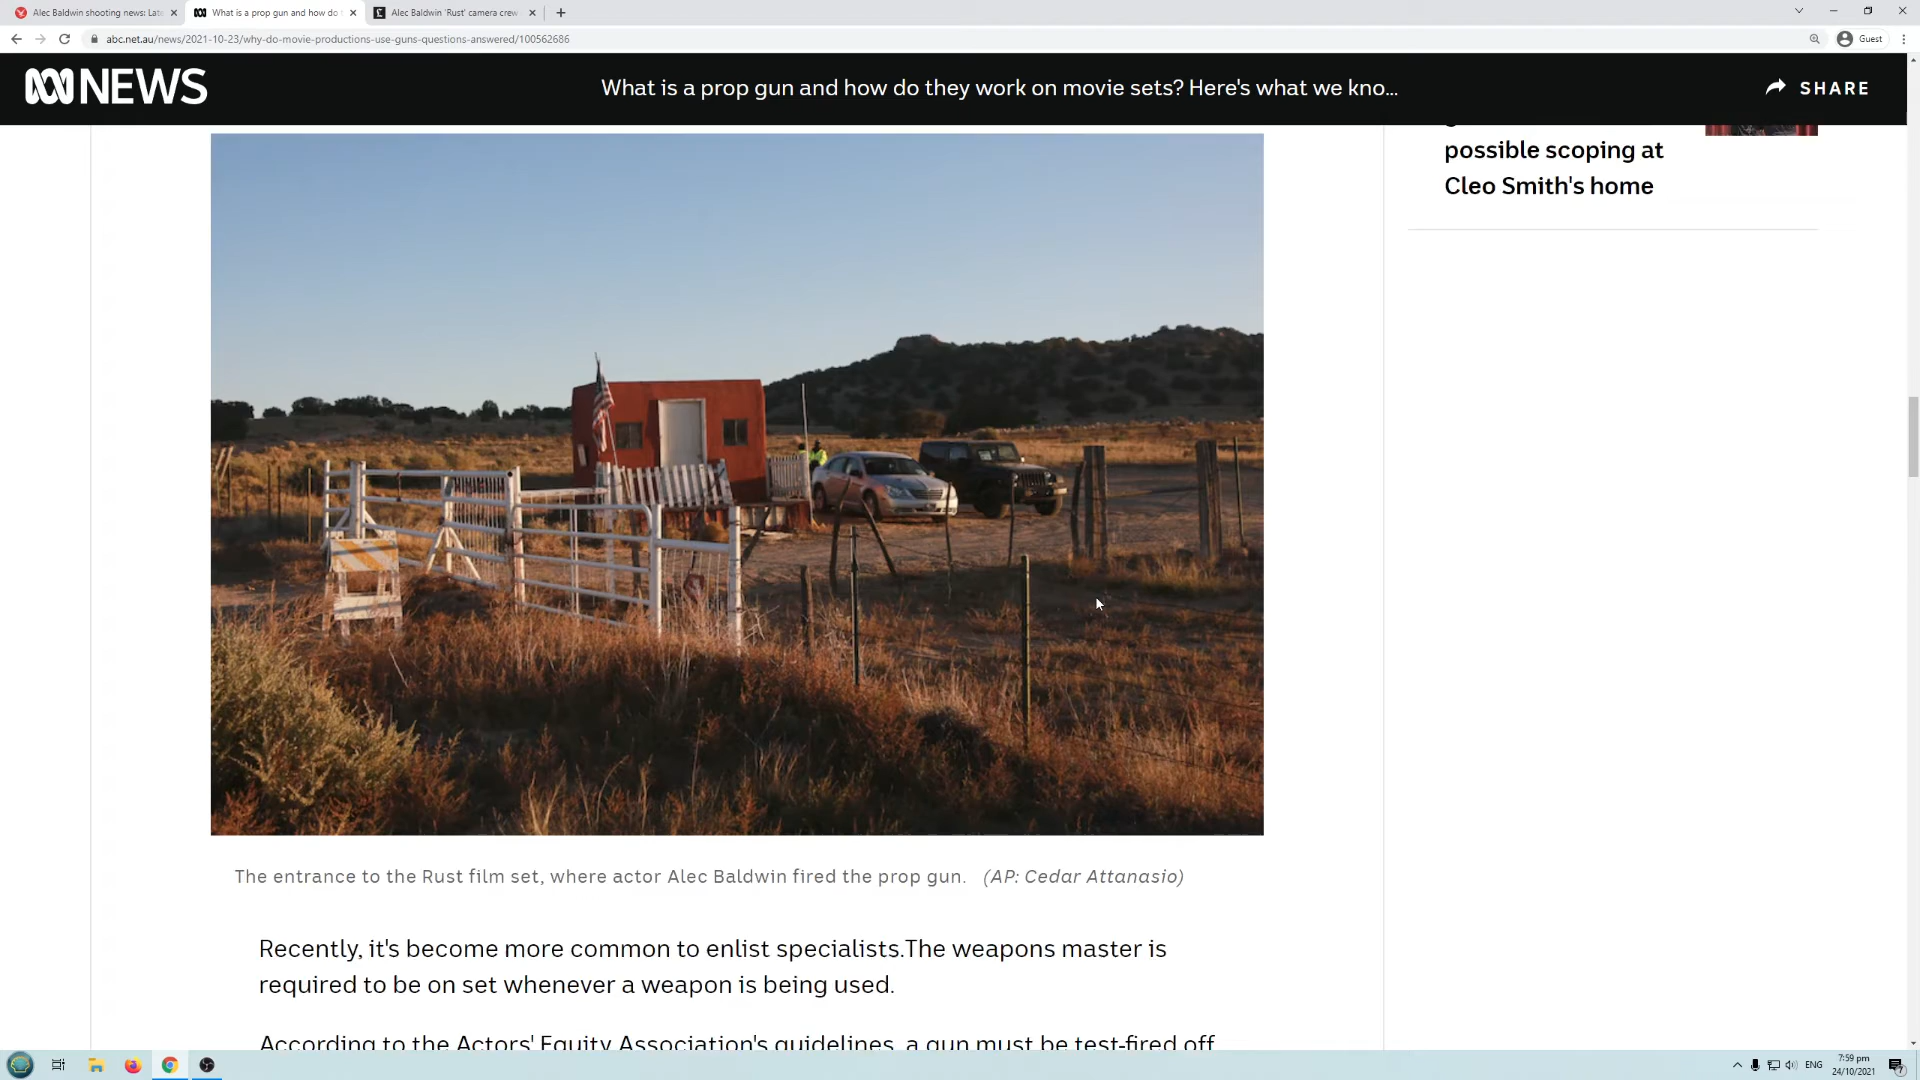 Alec Baldwin shooting news: Late
What is a prop gun and how do
Alec Baldwin 'Rust' camera crew
abc.net.au/news/2021-10-23/why-do-movie-productions-use-guns-questions-answered/100562686
Guest
NEWS
What is a prop gun and how do they work on movie sets? Here's what we kno...
SHARE
possible scoping at
Cleo Smith's home
The entrance to the Rust film set, where actor Alec Baldwin fired the prop gun. (AP: Cedar Attanasio)
Recently, it's become more common to enlist specialists.The weapons master is
required to be on set whenever a weapon is being used.
According to the Actors' Equity Association's guidelines, a gun must be test-fired off
ENG
7:59 pm
24/10/2021